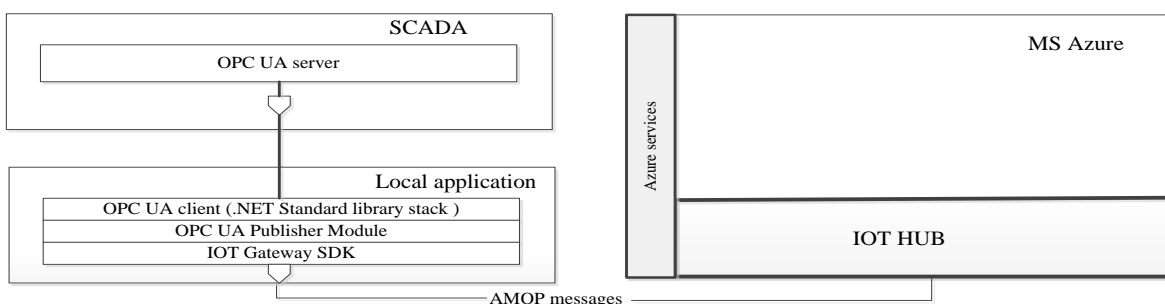 SCADA
OPC UA server
Local application
OPC UA client (.NET Standard library stack )
OPC UA Publisher Module
IOT Gateway SDK
AMQP messages
Azure services
MS Azure
IOT HUB